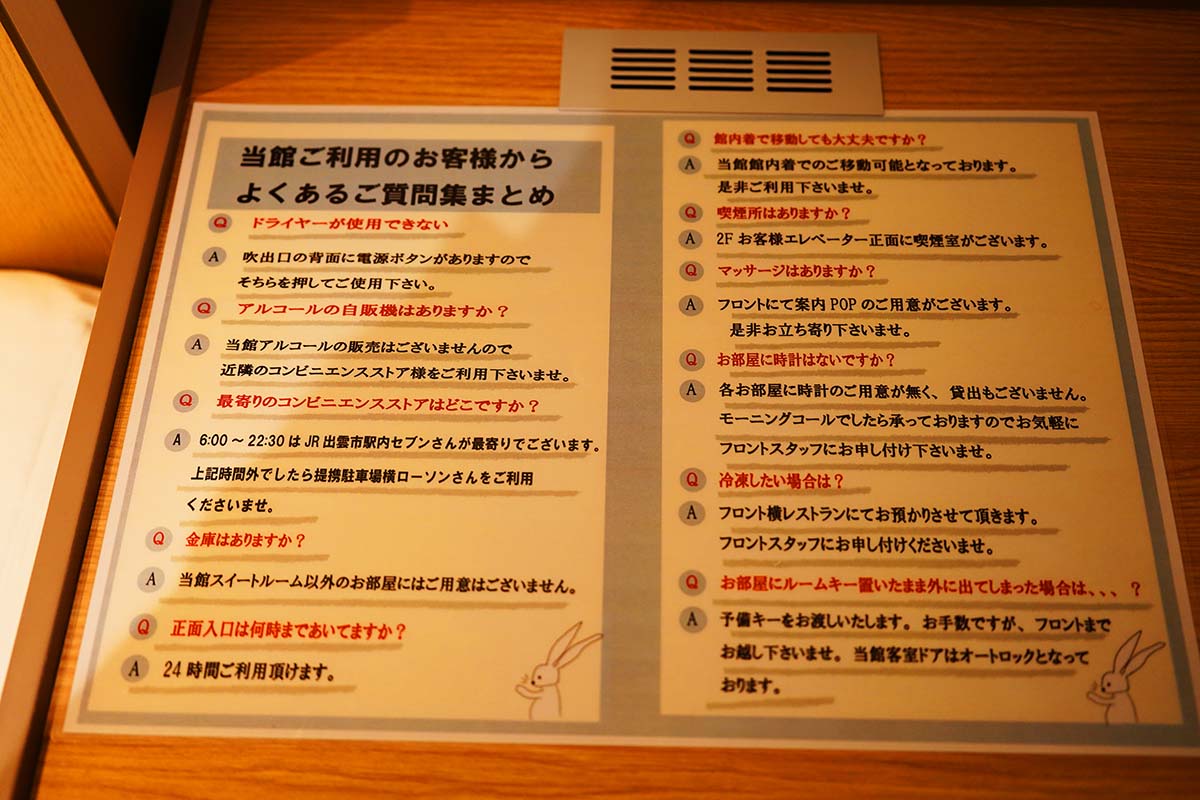 当館ご利用のお客様から
よくあるご質問集まとめ
Q ドライヤーが使用できない
A 吹出口の背面に電源ボタンがありますので
そちらを押してご使用下さい。
Q アルコールの自販機はありますか？
A 当館アルコールの販売はございませんので
近隣のコンビニエンスストア様をご利用下さいませ。
Q 最寄りのコンビニエンスストアはどこですか？
A 6:00～22:30はJR出雲市駅内セブンさんが最寄りでございます。
上記時間外でしたら提携駐車場横ローソンさんをご利用
くださいませ。
Q 金庫はありますか？
A 当館スイートルーム以外のお部屋にはご用意はございません。
Q 正面入口は何時まであいてますか？
A 24時間ご利用頂けます。
Q 館内着で移動しても大丈夫ですか？
A 当館館内着でのご移動可能となっております。
是非ご利用下さいませ。
Q 喫煙所はありますか？
A 2Fお客様エレベーター正面に喫煙室がございます。
Q マッサージはありますか？
A フロントにて案内POPのご用意がございます。
是非お立ち寄り下さいませ。
Q お部屋に時計はないですか？
A 各お部屋に時計のご用意が無く、貸出もございません。
モーニングコールでしたら承っておりますのでお気軽に
フロントスタッフにお申し付け下さいませ。
Q 冷凍したい場合は？
A フロント横レストランにてお預かりさせて頂きます。
フロントスタッフにお申し付けくださいませ。
Q お部屋にルームキー置いたまま外に出てしまった場合は、、、？
A 予備キーをお渡しいたします。お手数ですが、フロントまで
お越し下さいませ。当館客室ドアはオートロックとなって
おります。